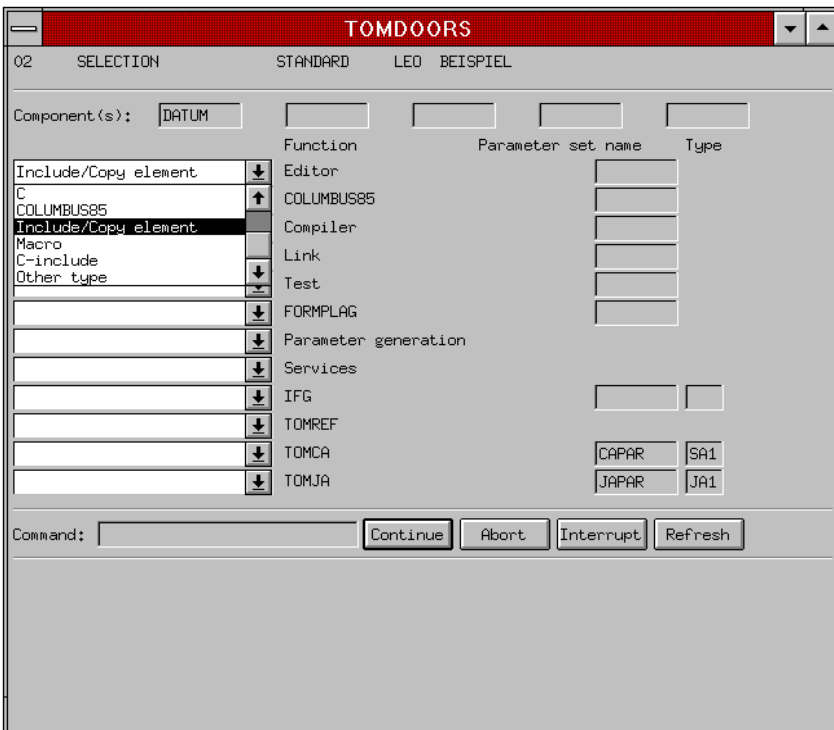 TOMDOORS
02 SELECTION STANDARD LEO BEISPIEL
Component(s): DATUM
Function Parameter set name Type
Include/Copy element Editor
C
COLUMBUS85
COLUMBUS85
Include/Copy element Compiler
Macro
C-include Link
Other type Test
FORMPLAG
Parameter generation
Services
IFG
TOMREF
TOMCA CAPAR SA1
TOMJA JAPAR JA1
Command: Continue Abort Interrupt Refresh